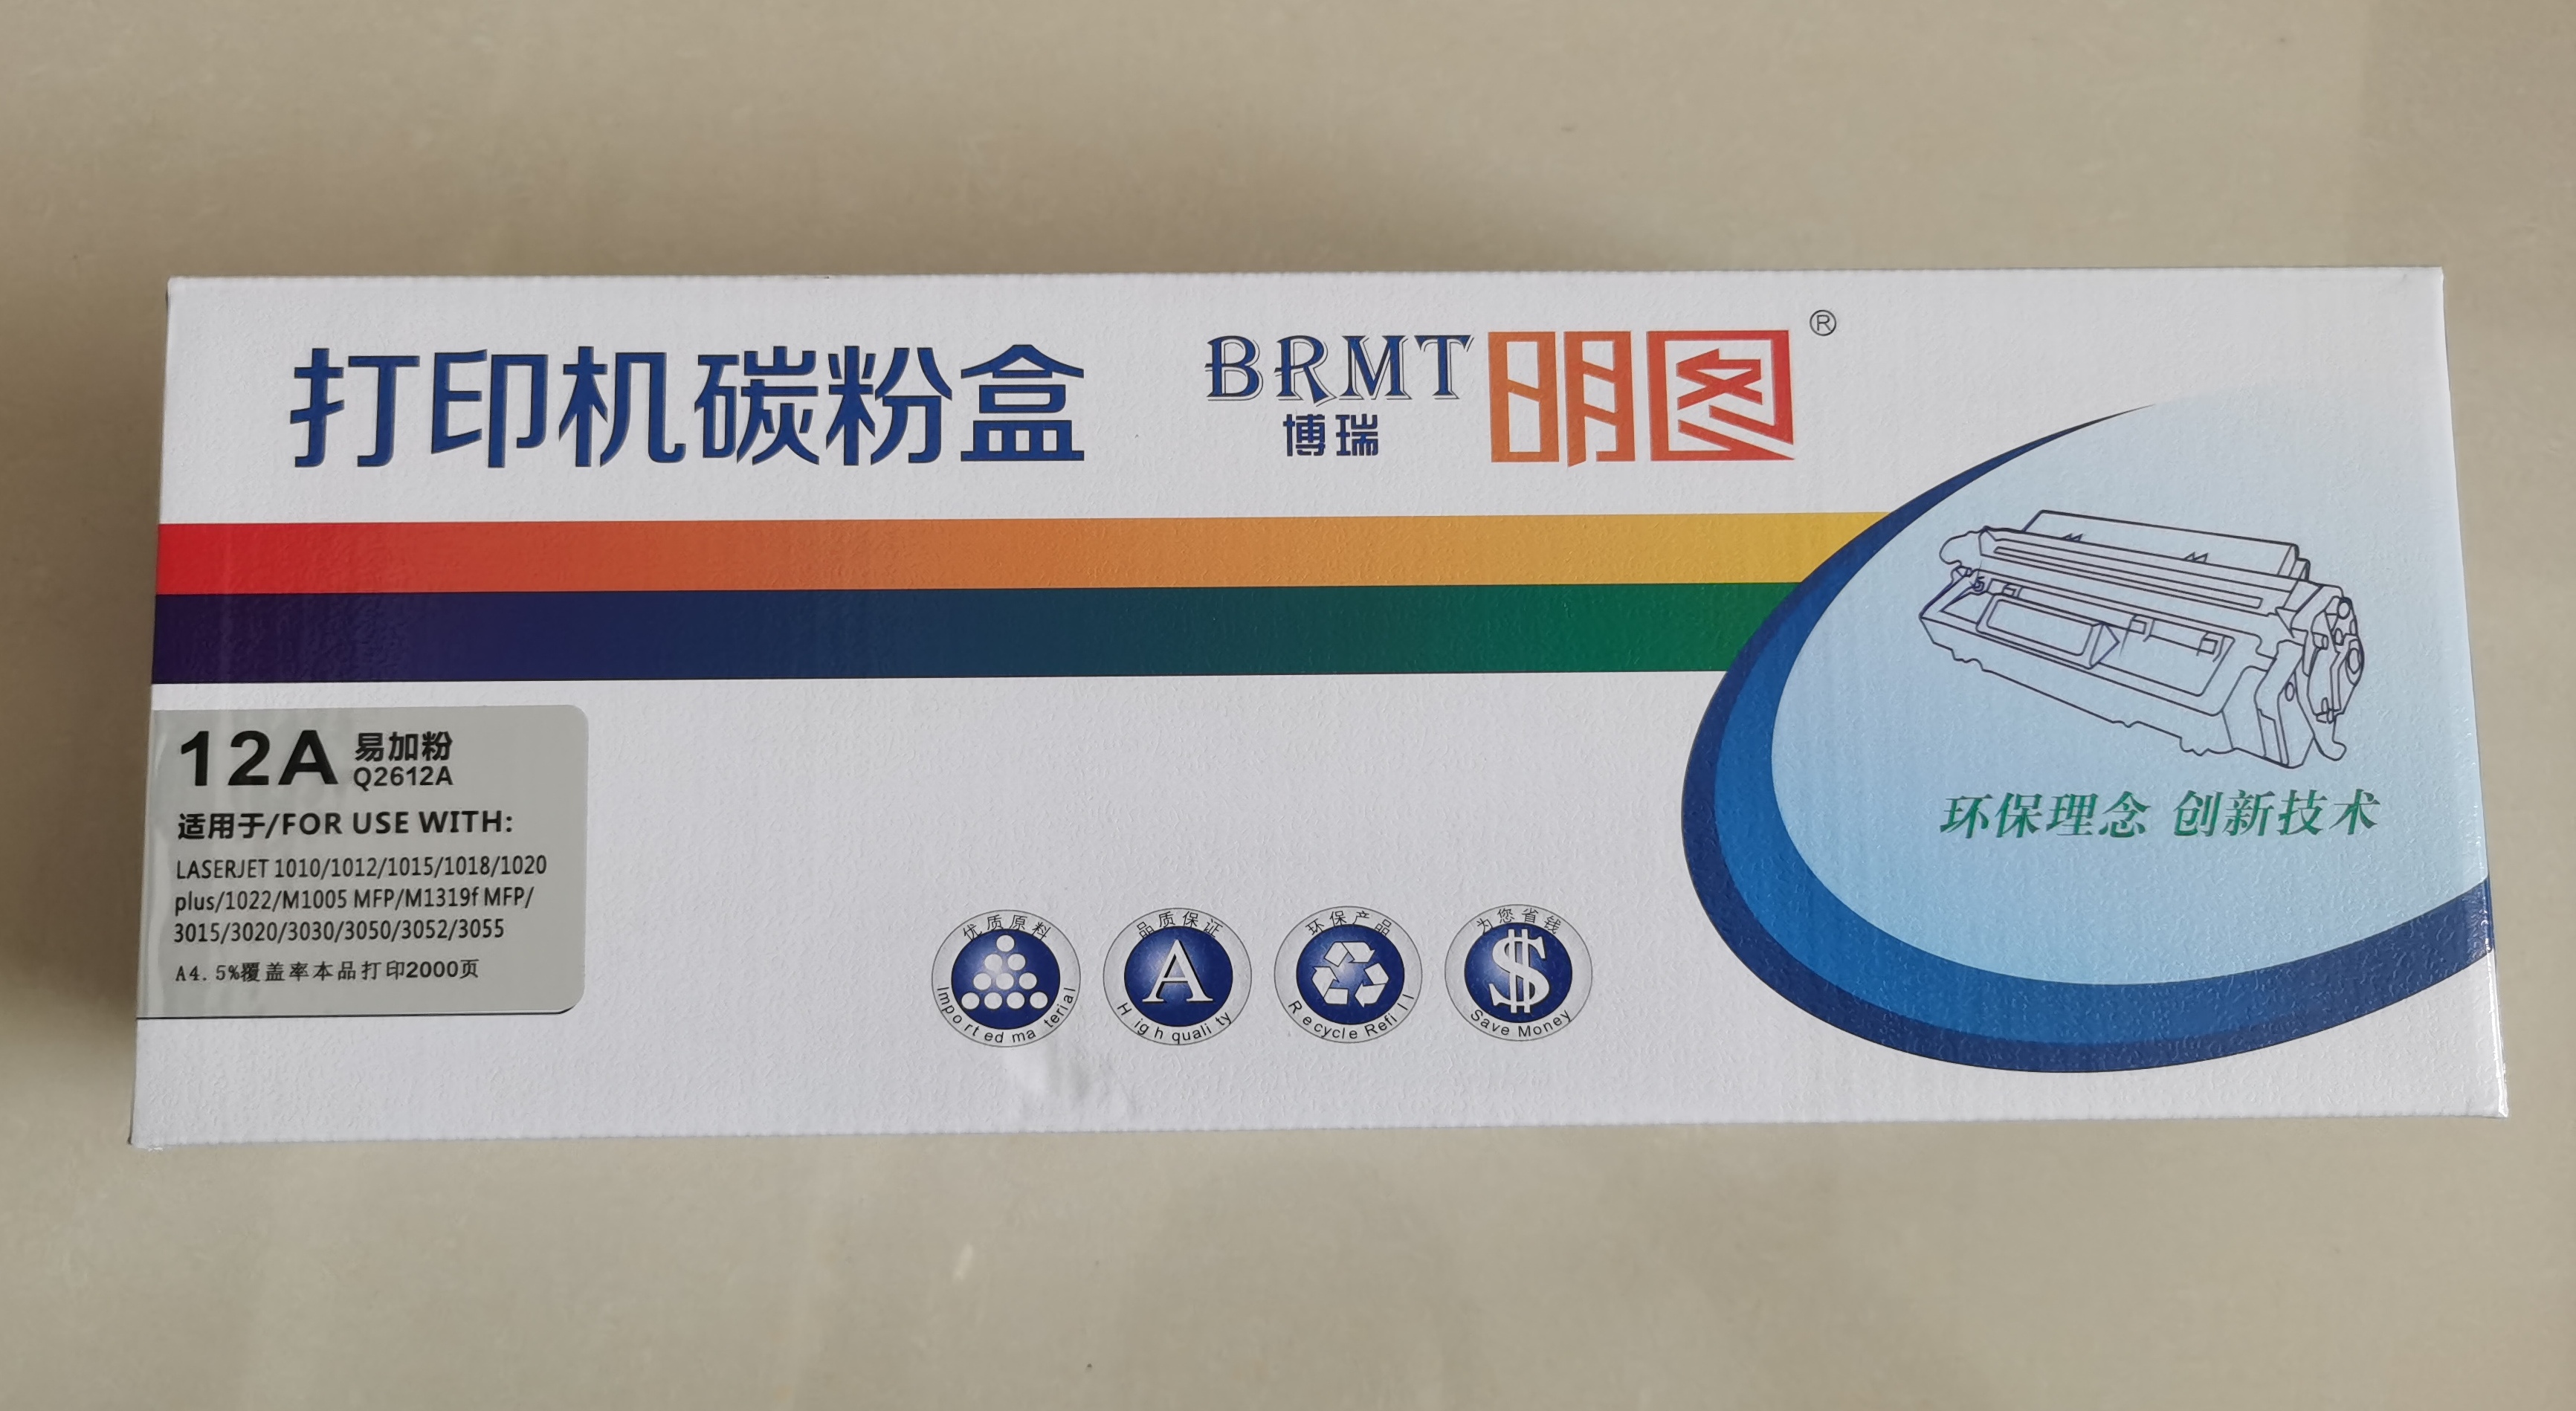 打印机碳粉盒
BRMT
博瑞
明图®
12A 易加粉
Q2612A
适用于/FOR USE WITH:
LASERJET 1010/1012/1015/1018/1020
plus/1022/M1005 MFP/M1319f MFP/
3015/3020/3030/3050/3052/3055
A4. 5%覆盖率本品打印2000页
优质原料
Imported material
品质保证
A
High quality
环保产品
Recycle Refill
为您省钱
$
Save Money
环保理念 创新技术